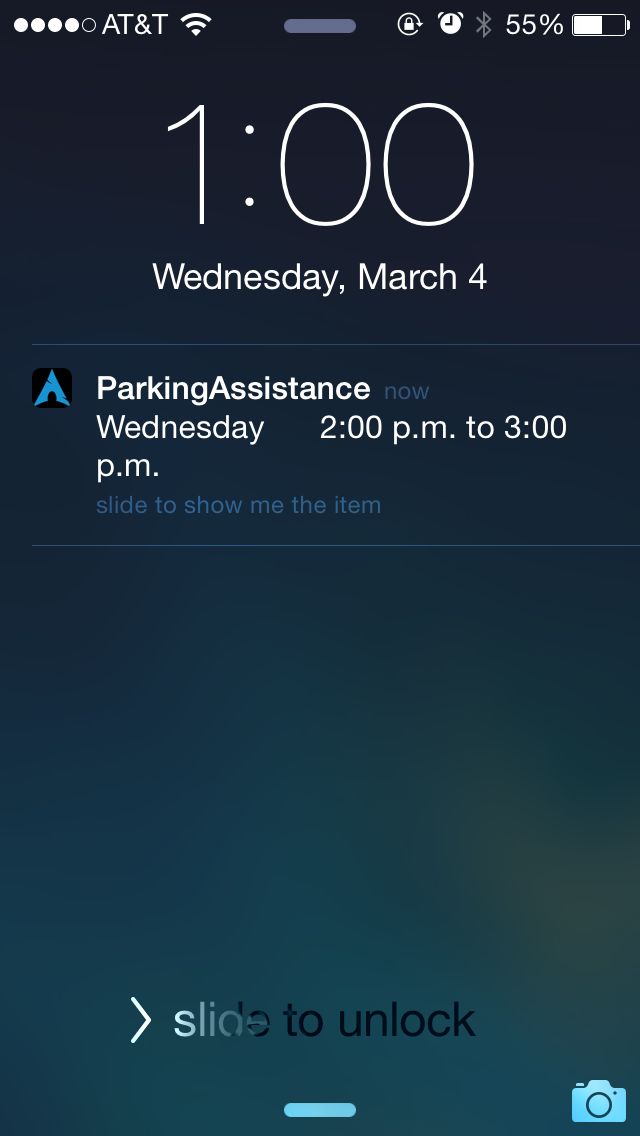 AT&T 55%
1:00
Wednesday, March 4
ParkingAssistance now
Wednesday 2:00 p.m. to 3:00
p.m.
slide to show me the item
slide to unlock